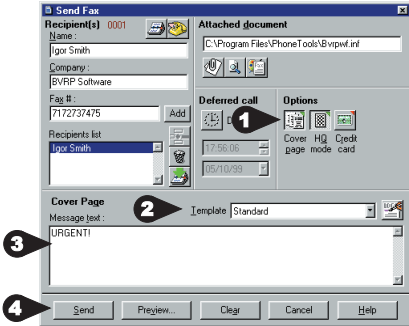 Send Fax
Recipient(s) 0001
Name :
Igor Smith
Company :
BVRP Software
Fax # :
7172737475
Add
Recipients list
Igor Smith
Attached document
C:\Program Files\PhoneTools\Bvrpwf.inf
Deferred call
D
17:56:06
05/10/99
Options
1
Cover page
HQ mode
Credit card
Cover Page
2
Template
Standard
Message text :
3
URGENT!
4
Send
Preview...
Clear
Cancel
Help